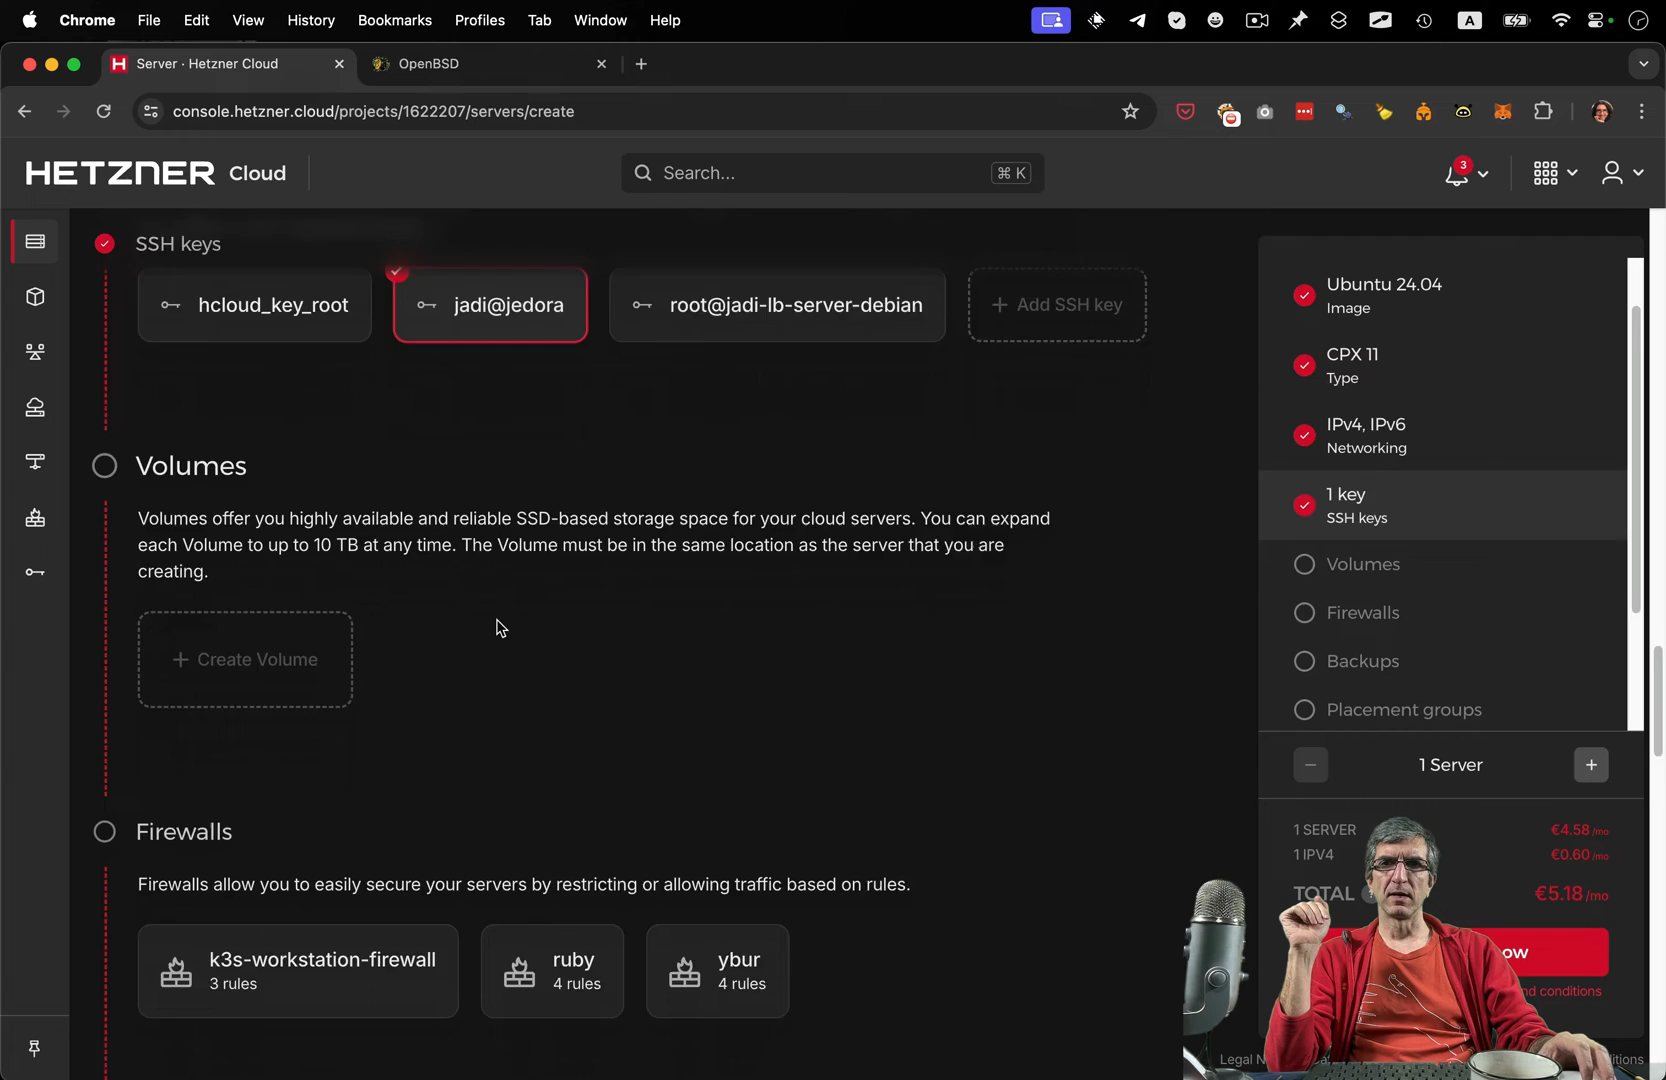 Chrome File Edit View History Bookmarks Profiles Tab Window Help
A
Server · Hetzner Cloud
OpenBSD
console.hetzner.cloud/projects/1622207/servers/create
HETZNER Cloud
Search...
⌘ K
3
SSH keys
hcloud_key_root
jadi@jedora
root@jadi-lb-server-debian
+ Add SSH key
Volumes
Volumes offer you highly available and reliable SSD-based storage space for your cloud servers. You can expand
each Volume to up to 10 TB at any time. The Volume must be in the same location as the server that you are
creating.
+ Create Volume
Firewalls
Firewalls allow you to easily secure your servers by restricting or allowing traffic based on rules.
k3s-workstation-firewall
3 rules
ruby
4 rules
ybur
4 rules
Ubuntu 24.04
Image
CPX 11
Type
IPv4, IPv6
Networking
1 key
SSH keys
Volumes
Firewalls
Backups
Placement groups
1 Server
1 SERVER €4.58 /mo
1 IPV4 €0.60 /mo
TOTAL €5.18 /mo
ow
nd conditions
Legal N
itions